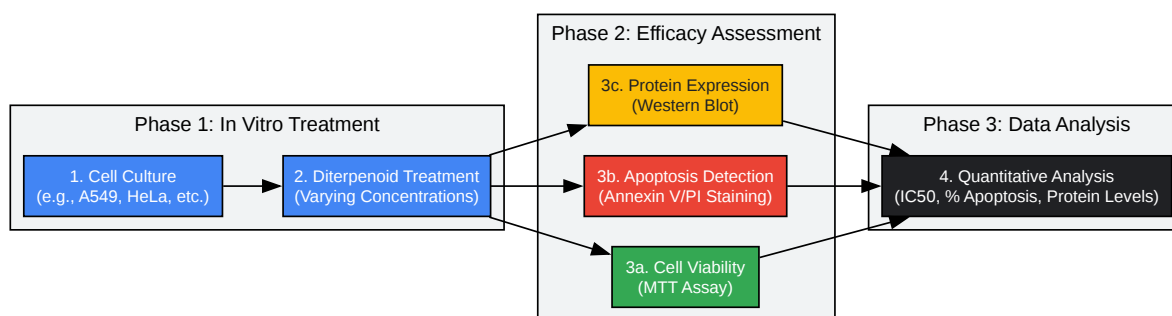 Phase 1: In Vitro Treatment
1. Cell Culture
(e.g., A549, HeLa, etc.)
2. Diterpenoid Treatment
(Varying Concentrations)
Phase 2: Efficacy Assessment
3c. Protein Expression
(Western Blot)
3b. Apoptosis Detection
(Annexin V/PI Staining)
3a. Cell Viability
(MTT Assay)
Phase 3: Data Analysis
4. Quantitative Analysis
(IC50, % Apoptosis, Protein Levels)